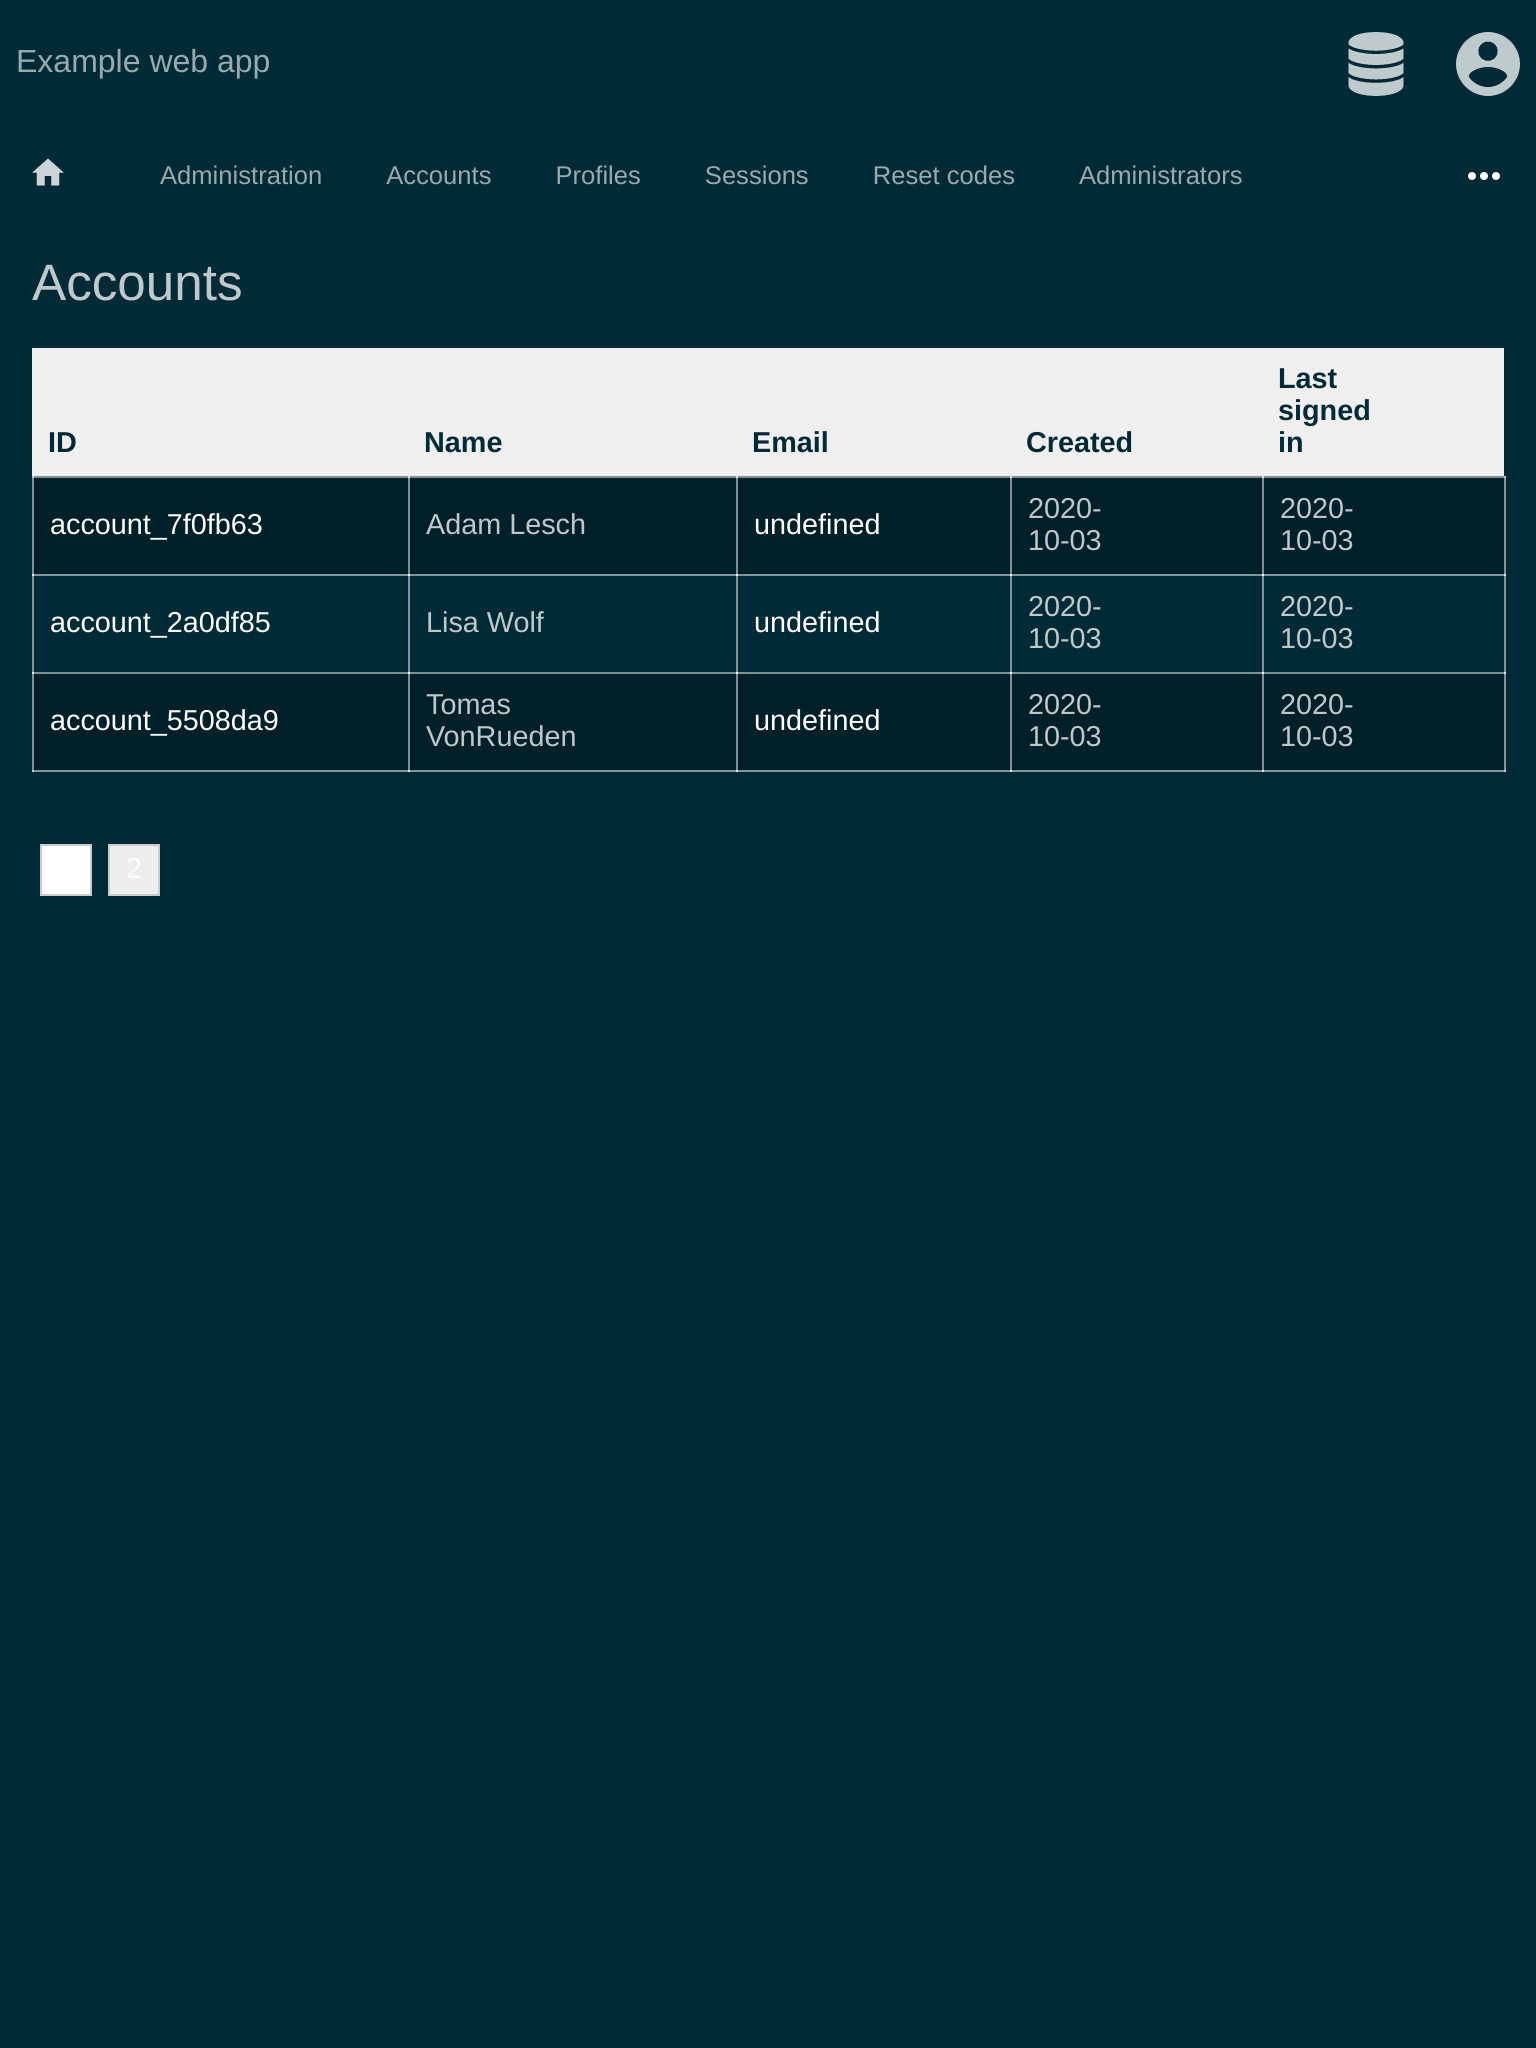 Example web app
Administration Accounts Profiles Sessions Reset codes Administrators
Accounts
ID Name Email Created Last signed in
account_7f0fb63 Adam Lesch undefined 2020-10-03 2020-10-03
account_2a0df85 Lisa Wolf undefined 2020-10-03 2020-10-03
account_5508da9 Tomas VonRueden undefined 2020-10-03 2020-10-03
2